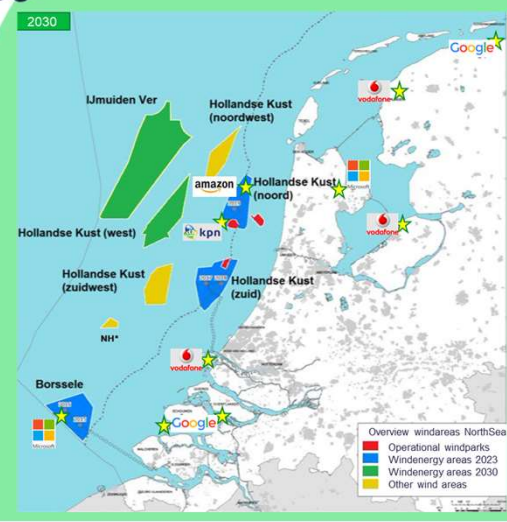 2030
Google
vodafone
IJmuiden Ver
Hollandse Kust
(noordwest)
Microsoft
amazon
Hollandse Kust
(noord)
kpn
vodafone
Hollandse Kust (west)
Hollandse Kust
(zuidwest)
Hollandse Kust
(zuid)
NH*
vodafone
Borssele
Google
Microsoft
Overview windareas NorthSea
Operational windparks
Windenergy areas 2023
Windenergy areas 2030
Other wind areas